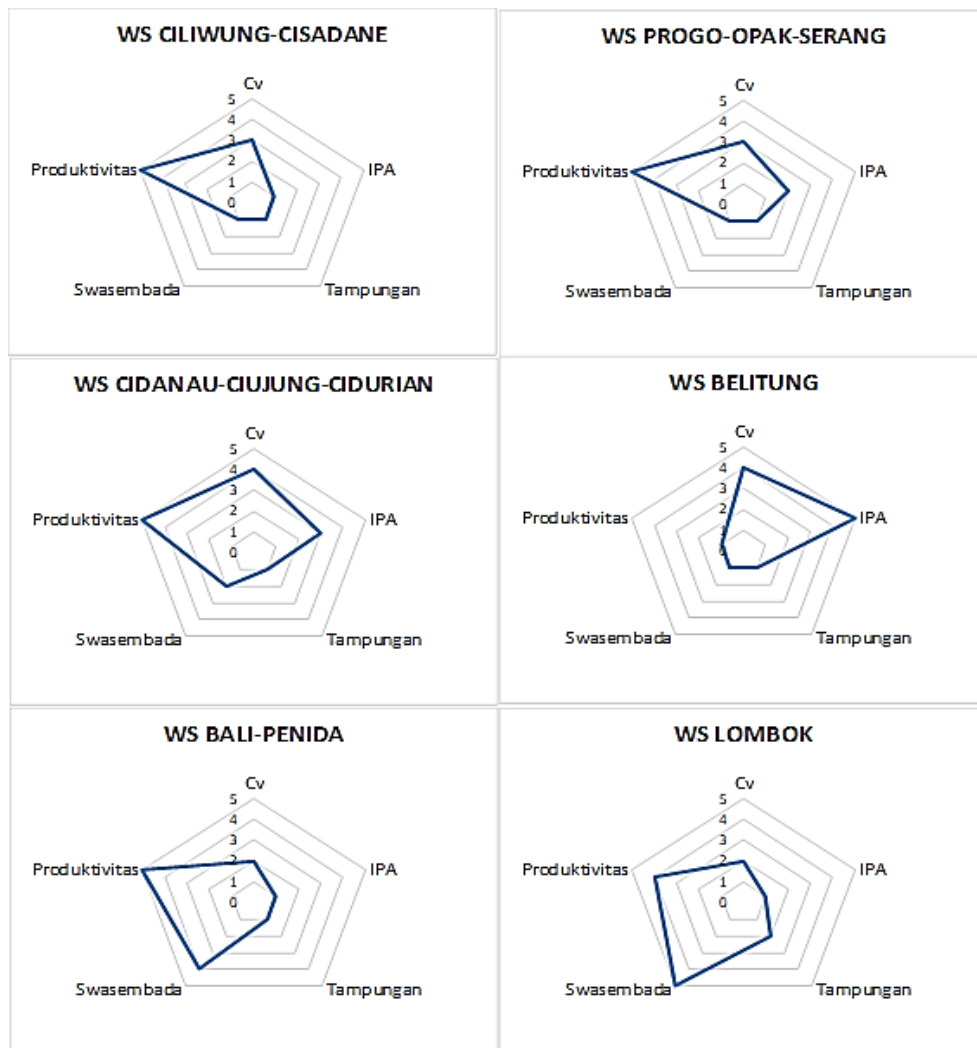 WS CILIWUNG-CISADANE
Cv
5
4
3
2
1
0
IPA
Tampungan
Swasembada
Produktivitas
WS PROGO-OPAK-SERANG
Cv
5
4
3
2
1
0
IPA
Tampungan
Swasembada
Produktivitas
WS CIDANAU-CIUJUNG-CIDURIAN
Cv
5
4
3
2
1
0
IPA
Tampungan
Swasembada
Produktivitas
WS BELITUNG
Cv
5
4
3
2
1
0
IPA
Tampungan
Swasembada
Produktivitas
WS BALI-PENIDA
Cv
5
4
3
2
1
0
IPA
Tampungan
Swasembada
Produktivitas
WS LOMBOK
Cv
5
4
3
2
1
0
IPA
Tampungan
Swasembada
Produktivitas